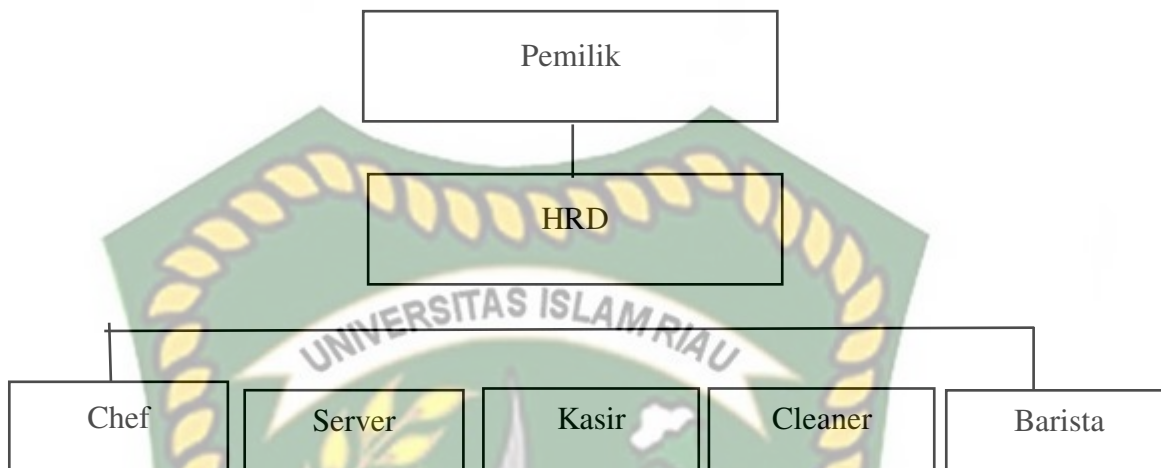 Pemilik
HRD
UNIVERSITAS ISLAM RIAU
Chef
Server
Kasir
Cleaner
Barista